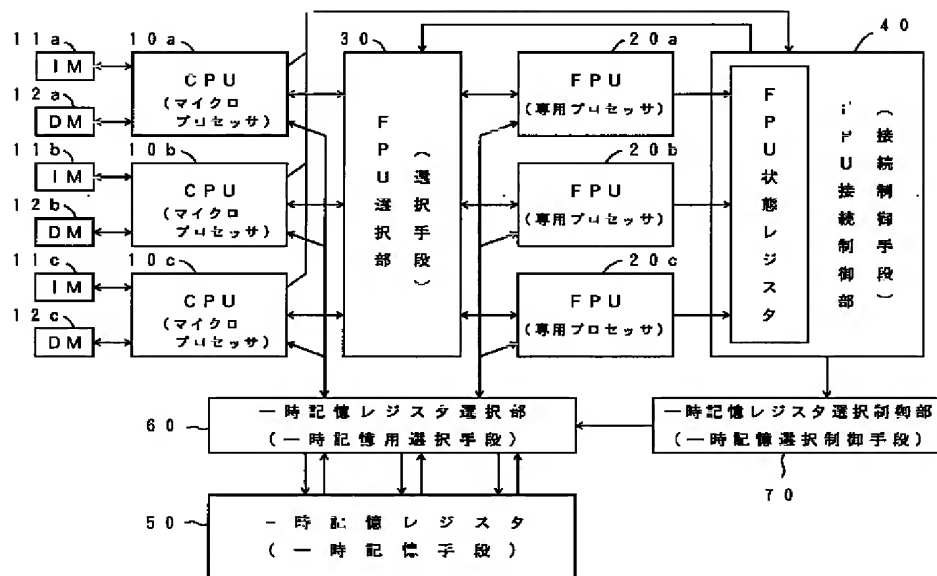 11a
IM
12a
DM
11b
IM
12b
DM
11c
IM
12c
DM
10a
CPU
(マイクロ
プロセッサ)
10b
CPU
(マイクロ
プロセッサ)
10c
CPU
(マイクロ
プロセッサ)
30
FPU選択部
(選択手段)
20a
FPU
(専用プロセッサ)
20b
FPU
(専用プロセッサ)
20c
FPU
(専用プロセッサ)
40
FPU状態レジスタ
FPU接続制御部
(接続制御手段)
60
一時記憶レジスタ選択部
(一時記憶用選択手段)
一時記憶レジスタ選択制御部
(一時記憶選択制御手段)
70
50
一時記憶レジスタ
(一時記憶手段)